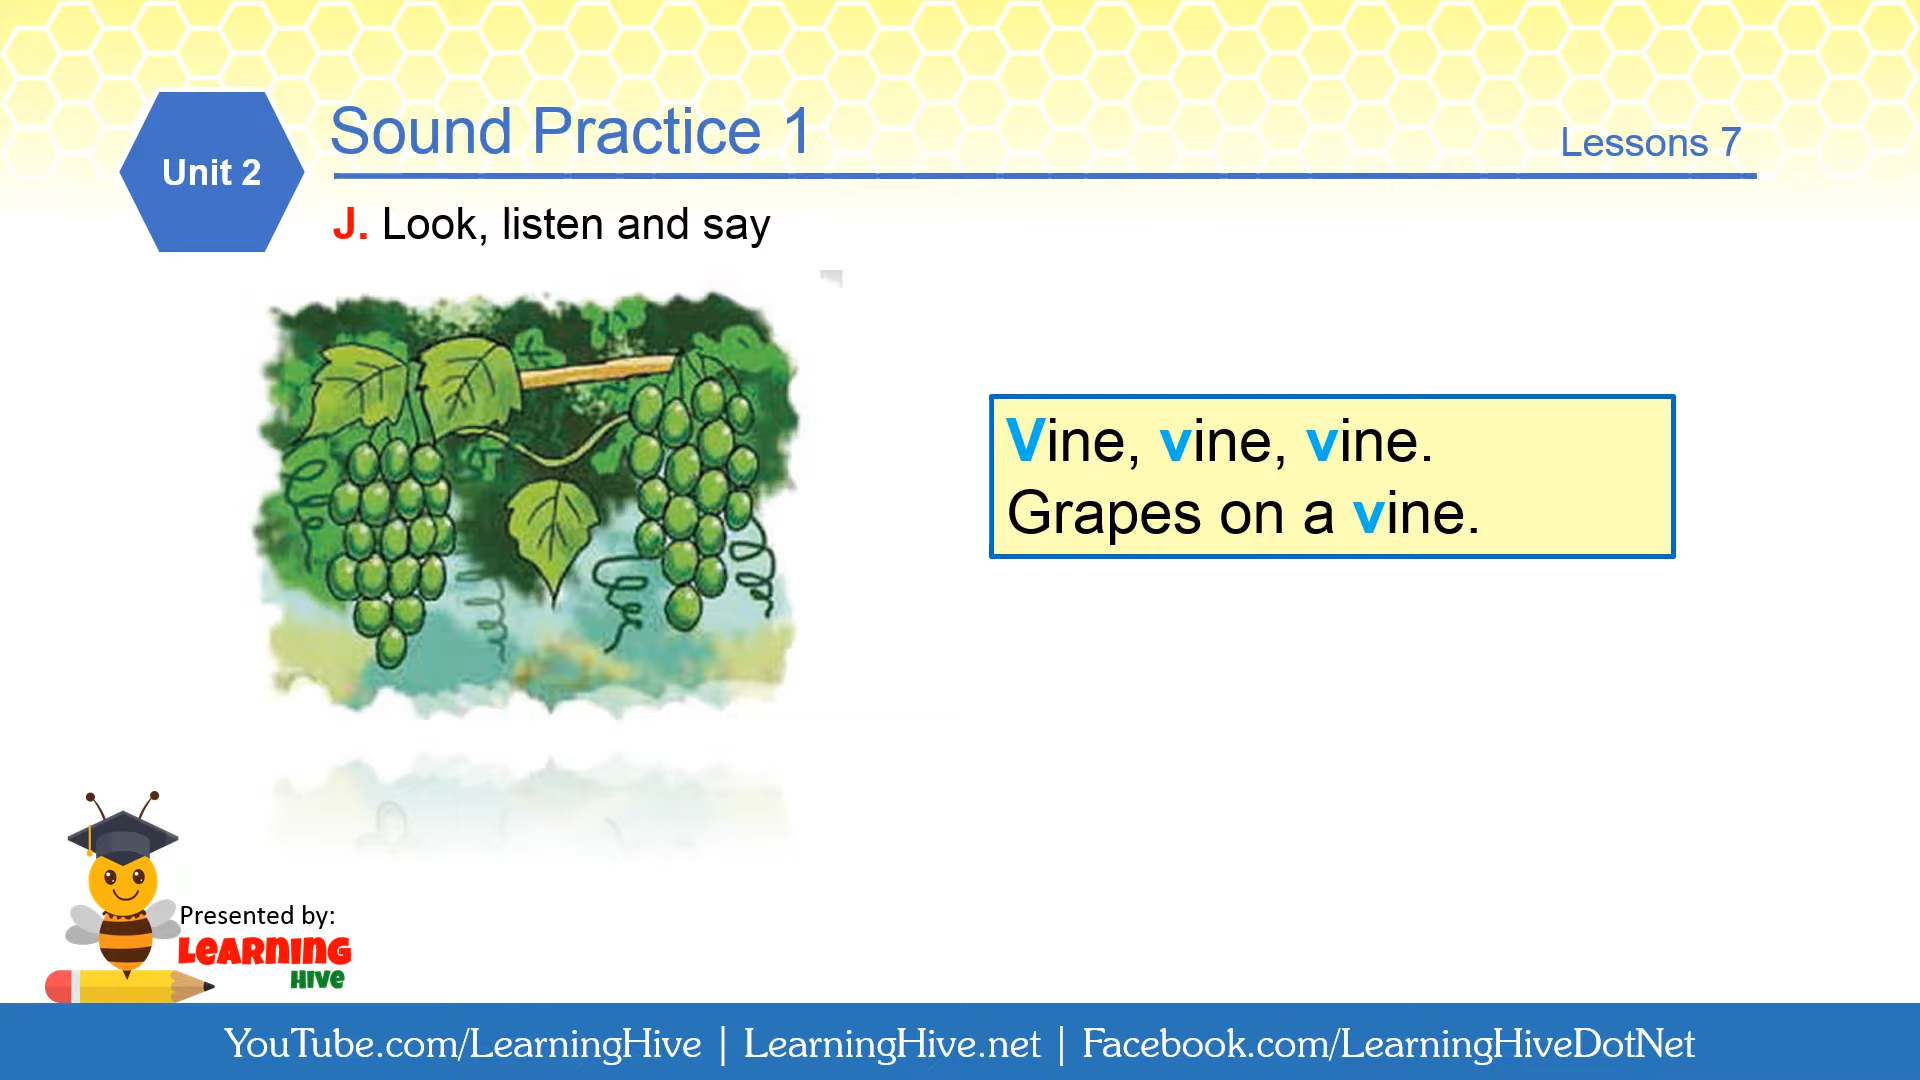 Unit 2
Sound Practice 1
Lessons 7
J. Look, listen and say
Vine, vine, vine.
Grapes on a vine.
Presented by:
LEARNING
HIVE
YouTube.com/LearningHive | LearningHive.net | Facebook.com/LearningHiveDotNet